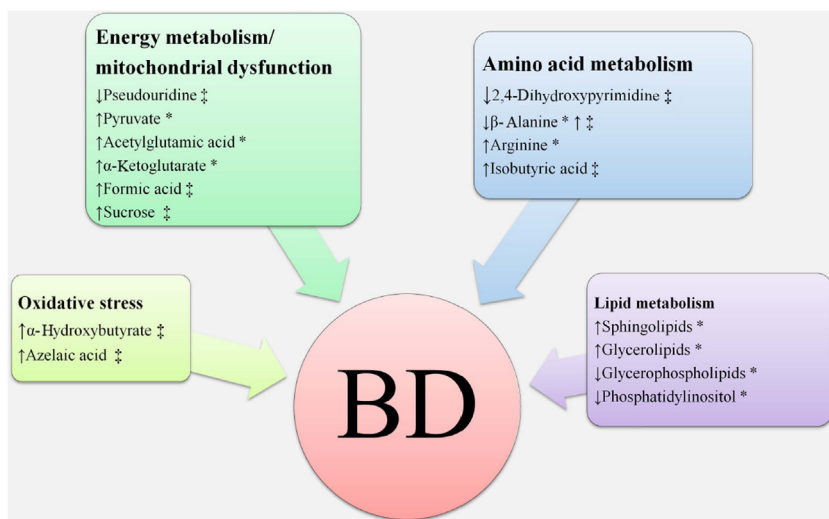 Energy metabolism/
mitochondrial dysfunction
↓Pseudouridine ‡
↑Pyruvate *
↑Acetylglutamic acid *
↑α-Ketoglutarate *
↑Formic acid ‡
↑Sucrose ‡
Amino acid metabolism
↓2,4-Dihydroxypyrimidine ‡
↓β- Alanine * ↑ ‡
↑Arginine *
↑Isobutyric acid ‡
Oxidative stress
↑α-Hydroxybutyrate ‡
↑Azelaic acid ‡
Lipid metabolism
↑Sphingolipids *
↑Glycerolipids *
↓Glycerophospholipids *
↓Phosphatidylinositol *
BD